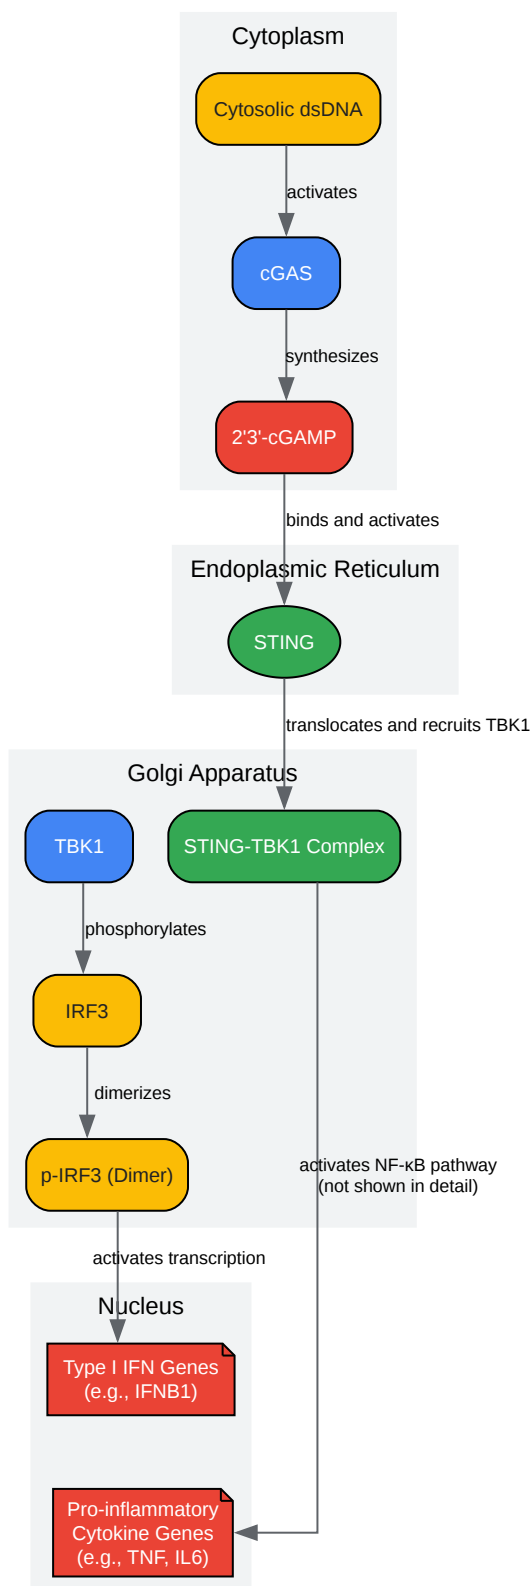 Cytoplasm
Cytosolic dsDNA
activates
cGAS
synthesizes
2'3'-cGAMP
binds and activates
Endoplasmic Reticulum
STING
translocates and recruits TBK1
Golgi Apparatus
TBK1
STING-TBK1 Complex
phosphorylates
IRF3
dimerizes
p-IRF3 (Dimer)
activates NF-κB pathway
(not shown in detail)
activates transcription
Nucleus
Type I IFN Genes
(e.g., IFNB1)
Pro-inflammatory
Cytokine Genes
(e.g., TNF, IL6)